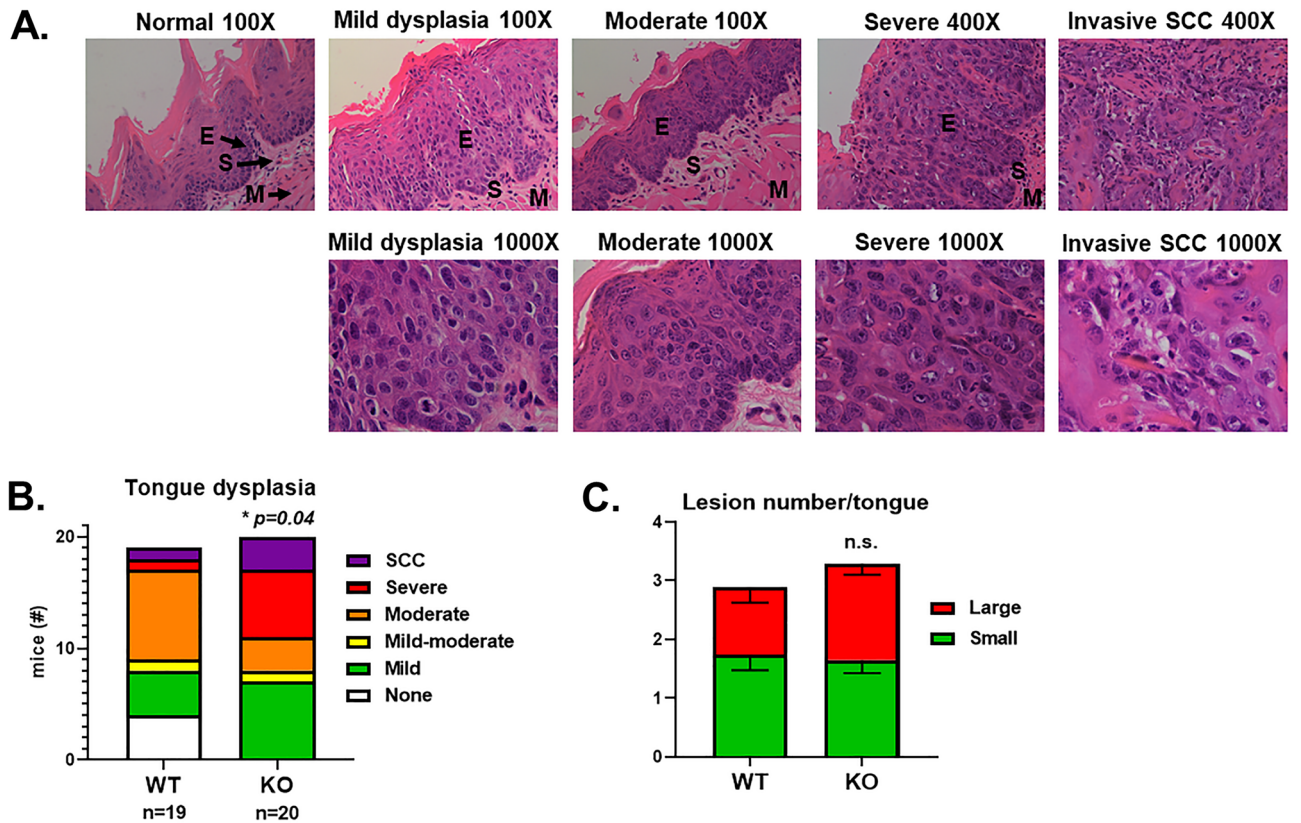 A.
Normal 100X
Mild dysplasia 100X
Moderate 100X
Severe 400X
Invasive SCC 400X
E
S
M
E
S
M
E
S
M
E
S
M
Mild dysplasia 1000X
Moderate 1000X
Severe 1000X
Invasive SCC 1000X
B.
Tongue dysplasia
* p=0.04
mice (#)
20
10
0
WT
KO
n=19
n=20
SCC
Severe
Moderate
Mild-moderate
Mild
None
C.
Lesion number/tongue
n.s.
4
3
2
1
0
WT
KO
Large
Small